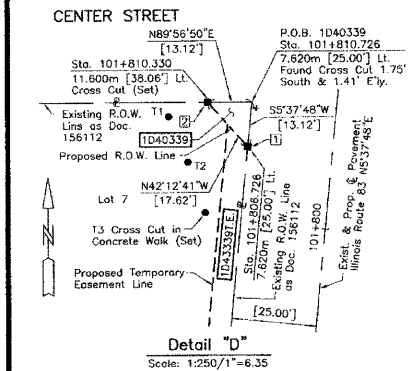 CENTER STREET
N89°56'50"E
[13.12']
P.O.B. 1D40339
Sta. 101+810.726
7.620m [25.00'] Lt.
Found Cross Cut 1.75'
South & 1.41' E'ly.
Sta. 101+810.330
11.600m [38.06'] Lt.
Cross Cut (Set)
T1
2
Existing R.O.W.
Line as Doc.
156112
1D40339
S5°37'48"W
[13.12']
1
Proposed R.O.W. Line
T2
N42°12'41"W
[17.62']
Lot 7
T3 Cross Cut in
Concrete Walk (Set)
N
Proposed Temporary
Easement Line
1D43339T.E.
Sta. 101+806.726
7.620m [25.00'] Lt.
Existing R.O.W. Line
as Doc. 156112
101+800
Exist. & Prop. ℄ Pavement
Illinois Route 83 N5°37'48"E
[25.00']
Detail "D"
Scale: 1:250/1"=6.35